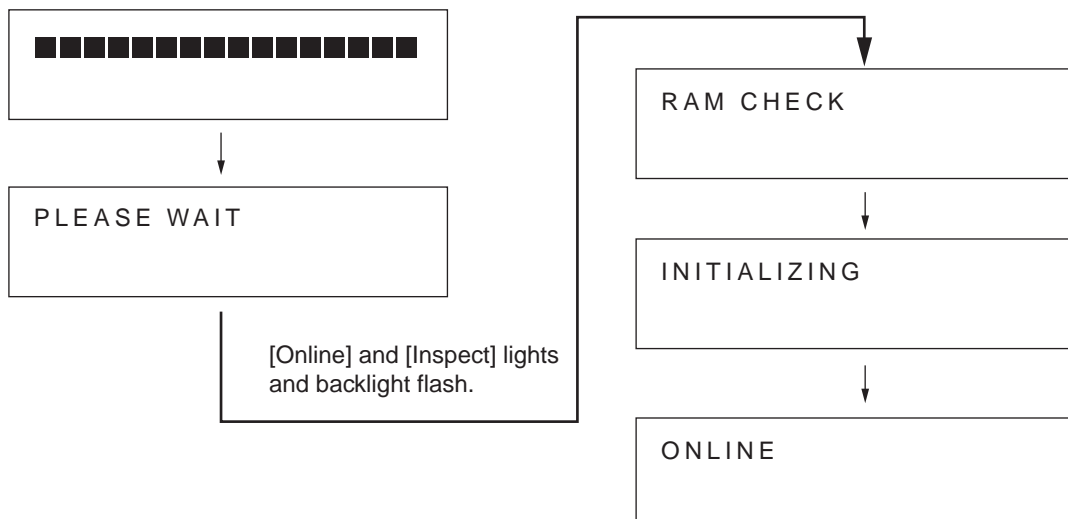 ■■■■■■■■■■■■■■■■
PLEASE WAIT
[Online] and [Inspect] lights
and backlight flash.
RAM CHECK
INITIALIZING
ONLINE